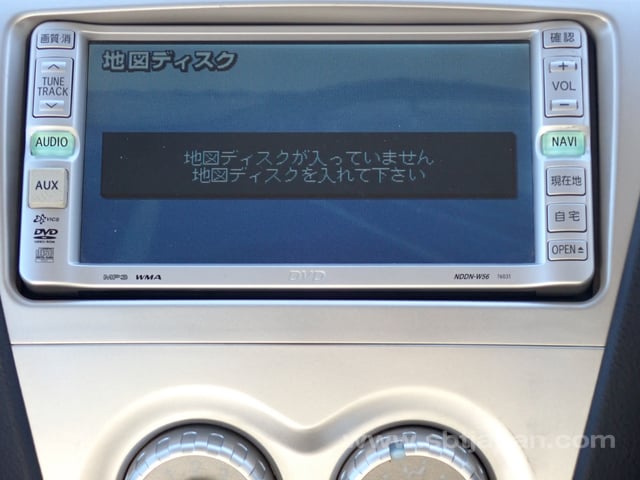 画質・消
TUNE
TRACK
AUDIO
AUX
VICS
DVD
地図ディスク
地図ディスクが入っていません
地図ディスクを入れて下さい
MP3 WMA
DVD
NDDN-W56 76031
確認
+
VOL
−
NAVI
現在地
自宅
OPEN